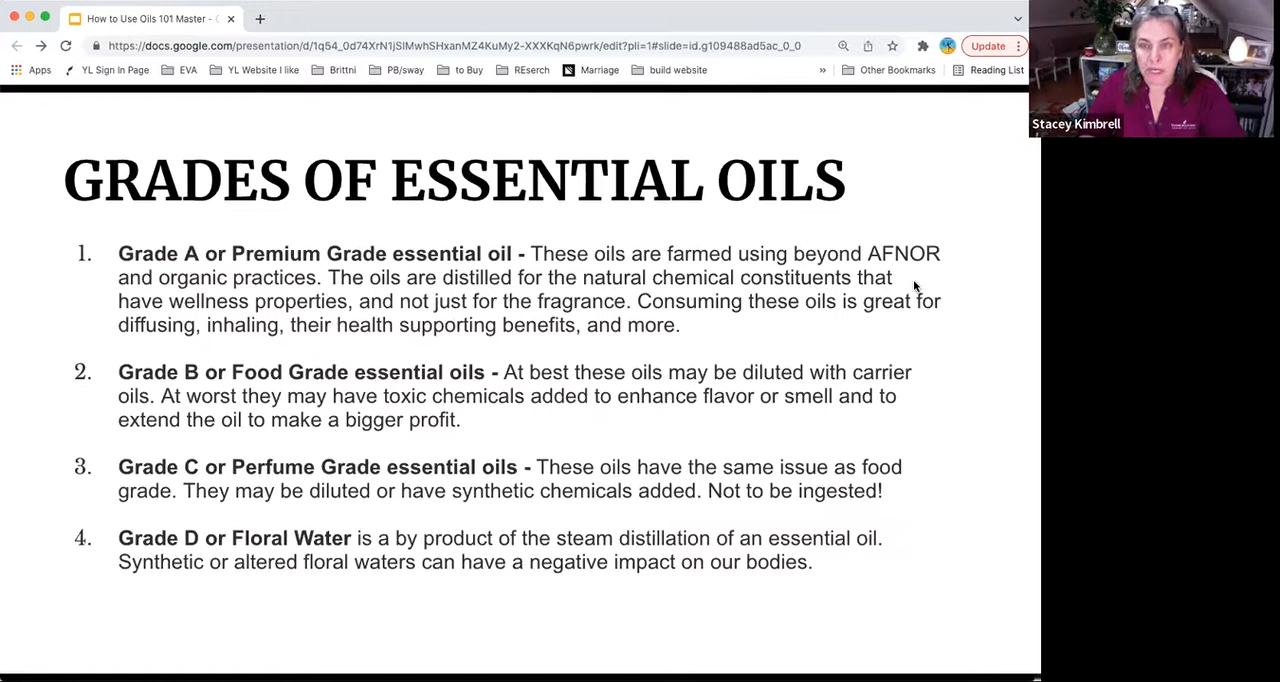 How to Use Oils 101 Master - G
https://docs.google.com/presentation/d/1q54_0d74XrN1jSIMwhSHxanMZ4KuMy2-XXXKqN6pwrk/edit?pli=1#slide=id.g109488ad5ac_0_0
Update
Apps YL Sign In Page EVA YL Website I like Brittni PB/sway to Buy REserch Marriage build website » Other Bookmarks Reading List
Stacey Kimbrell
GRADES OF ESSENTIAL OILS
1. Grade A or Premium Grade essential oil - These oils are farmed using beyond AFNOR
and organic practices. The oils are distilled for the natural chemical constituents that
have wellness properties, and not just for the fragrance. Consuming these oils is great for
diffusing, inhaling, their health supporting benefits, and more.
2. Grade B or Food Grade essential oils - At best these oils may be diluted with carrier
oils. At worst they may have toxic chemicals added to enhance flavor or smell and to
extend the oil to make a bigger profit.
3. Grade C or Perfume Grade essential oils - These oils have the same issue as food
grade. They may be diluted or have synthetic chemicals added. Not to be ingested!
4. Grade D or Floral Water is a by product of the steam distillation of an essential oil.
Synthetic or altered floral waters can have a negative impact on our bodies.